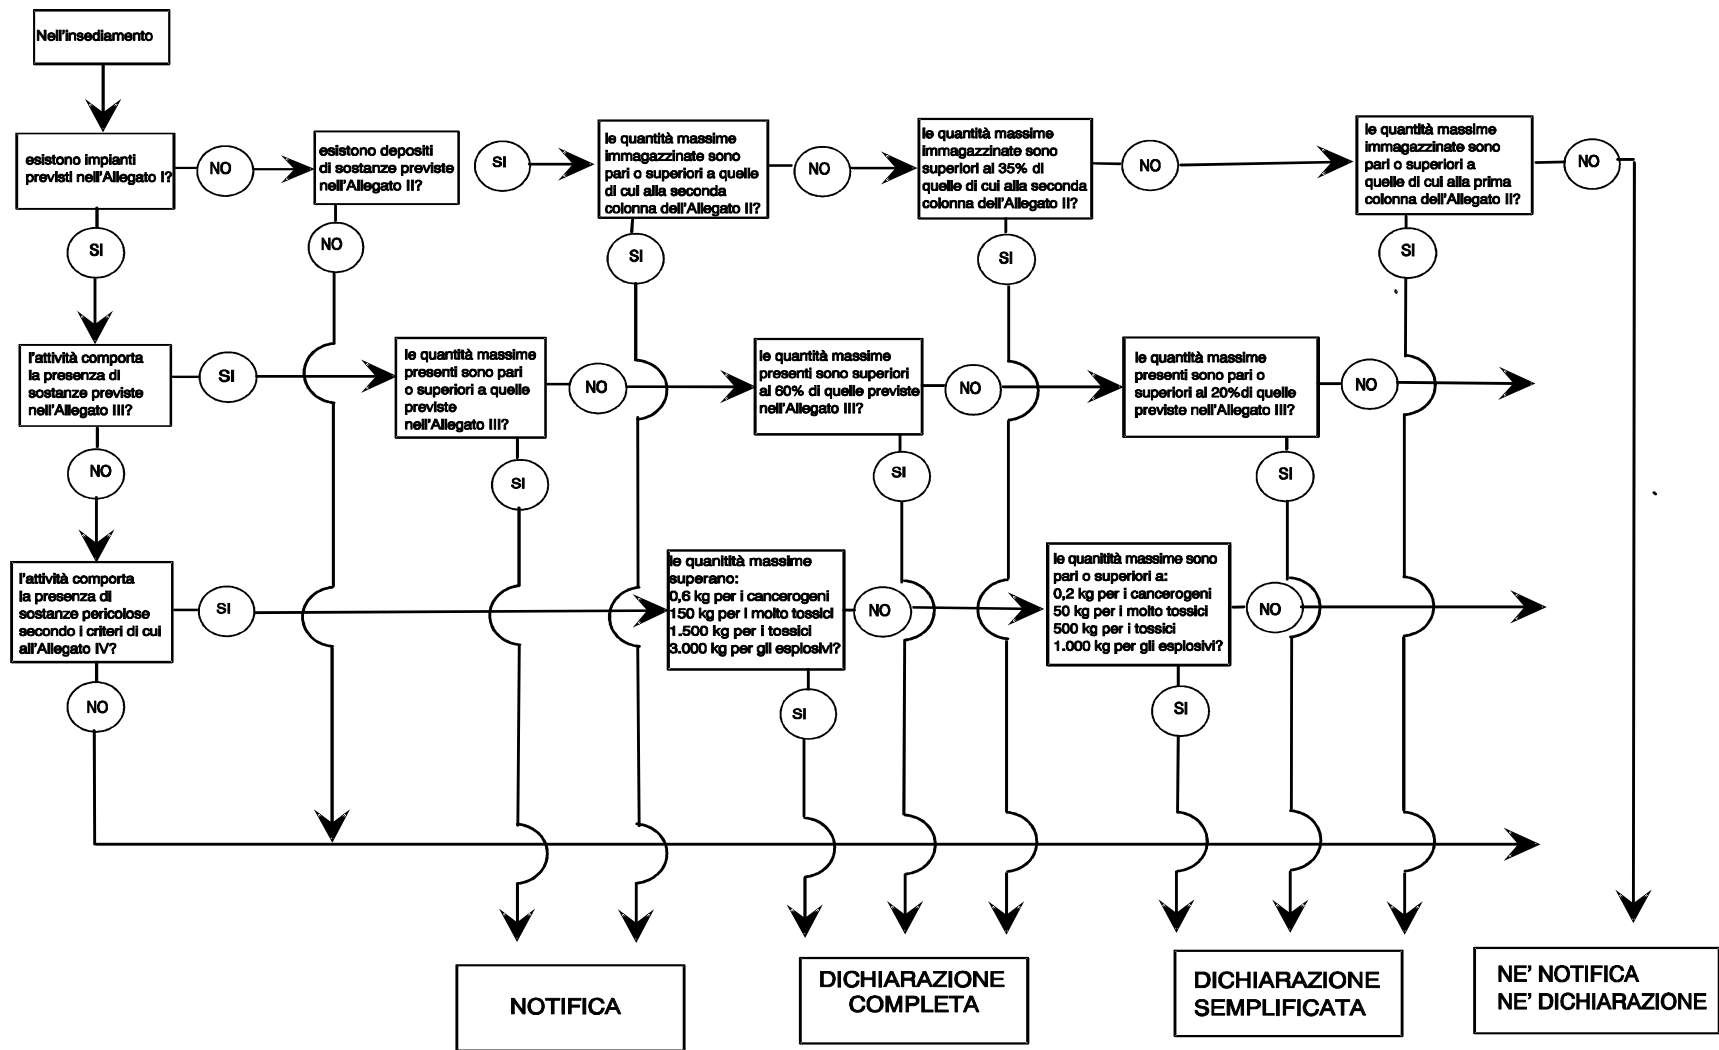 Nell'insediamento
esistono impianti
previsti nell'Allegato I?
NO
esistono depositi
di sostanze previste
nell'Allegato II?
SI
le quantità massime
immagazzinate sono
pari o superiori a quelle
di cui alla seconda
colonna dell'Allegato II?
NO
le quantità massime
immagazzinate sono
superiori al 35% di
quelle di cui alla seconda
colonna dell'Allegato II?
NO
le quantità massime
immagazzinate sono
pari o superiori a
quelle di cui alla prima
colonna dell'Allegato II?
NO
SI
NO
SI
SI
SI
l'attività comporta
la presenza di
sostanze previste
nell'Allegato III?
SI
le quantità massime
presenti sono pari
o superiori a quelle
previste
nell'Allegato III?
NO
le quantità massime
presenti sono superiori
al 60% di quelle previste
nell'Allegato III?
NO
le quantità massime
presenti sono pari o
superiori al 20%di quelle
previste nell'Allegato III?
NO
NO
SI
SI
SI
l'attività comporta
la presenza di
sostanze pericolose
secondo i criteri di cui
all'Allegato IV?
SI
le quanitità massime
superano:
0,6 kg per i cancerogeni
150 kg per i molto tossici
1.500 kg per i tossici
3.000 kg per gli esplosivi?
NO
le quanitità massime sono
pari o superiori a:
0,2 kg per i cancerogeni
50 kg per i molto tossici
500 kg per i tossici
1.000 kg per gli esplosivi?
NO
NO
SI
SI
NOTIFICA
DICHIARAZIONE
COMPLETA
DICHIARAZIONE
SEMPLIFICATA
NE' NOTIFICA
NE' DICHIARAZIONE